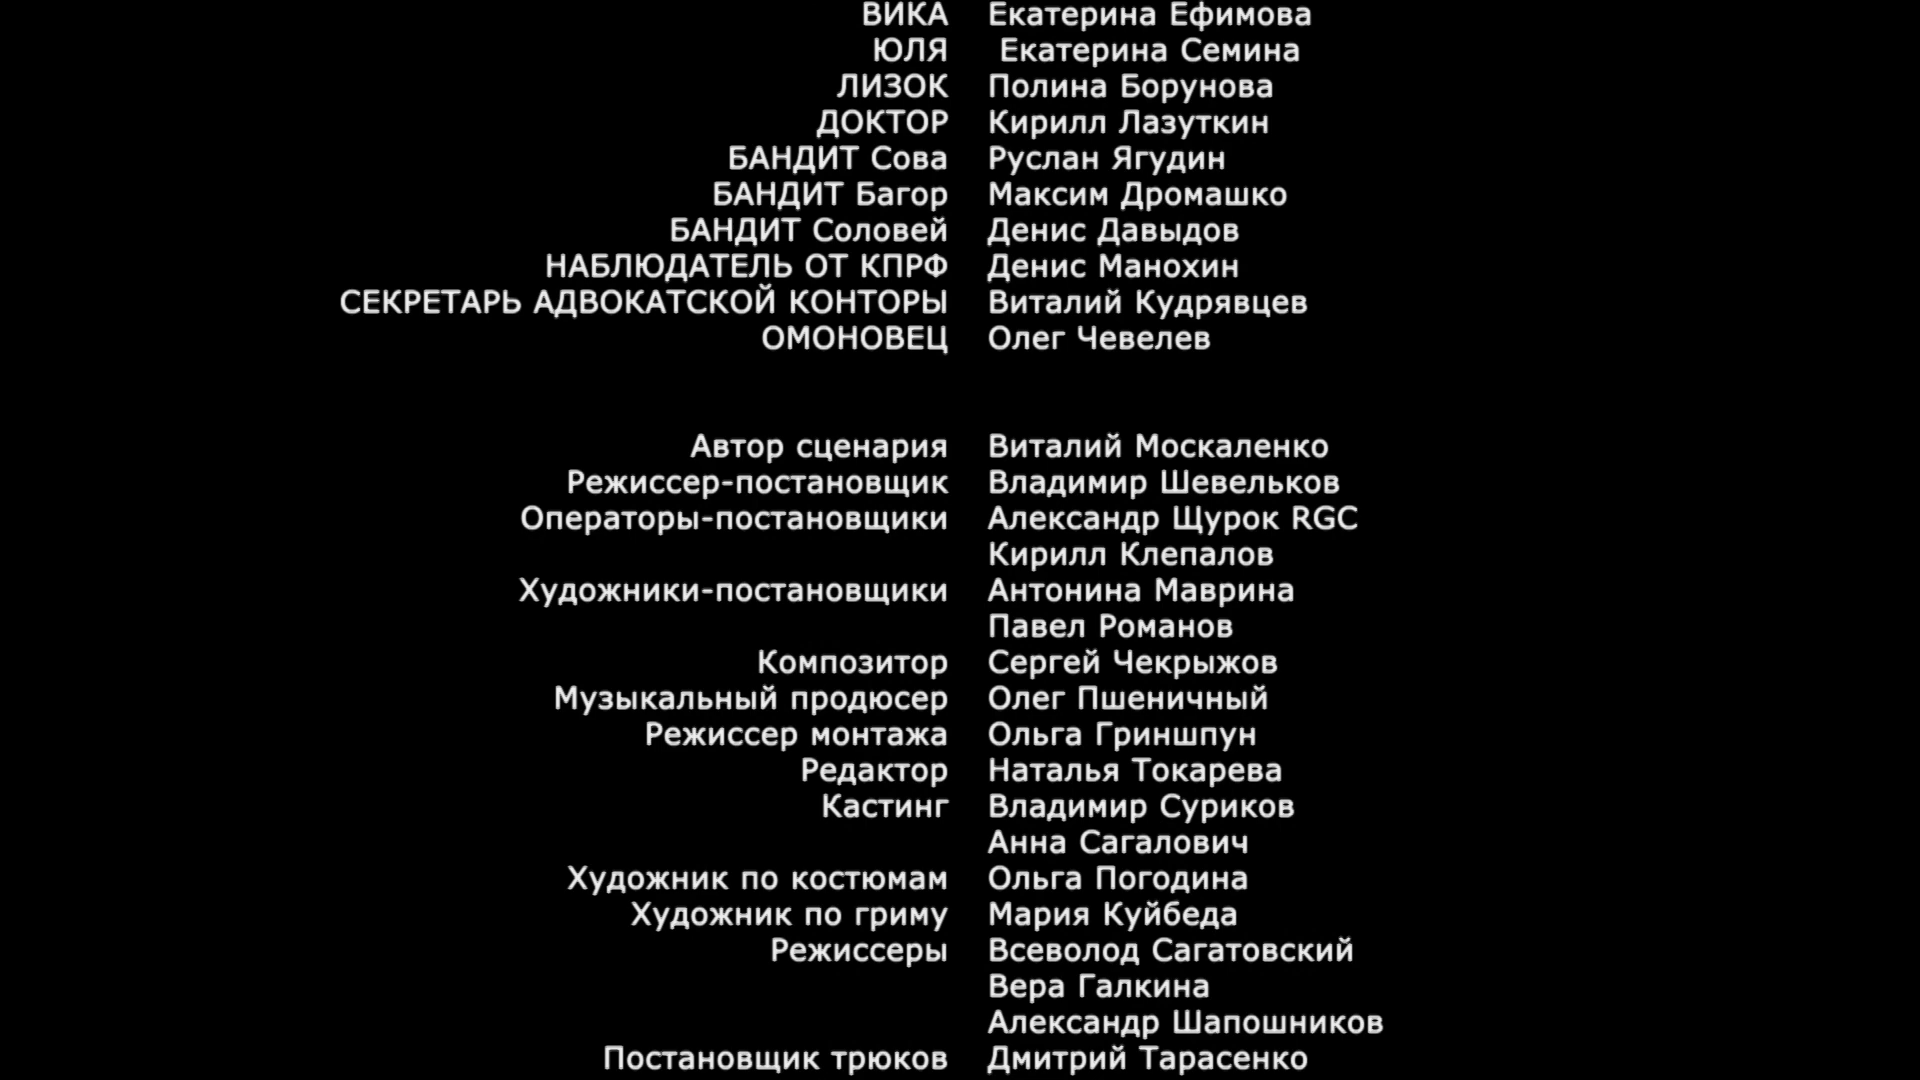 ВИКА Екатерина Ефимова
ЮЛЯ Екатерина Семина
ЛИЗОК Полина Борунова
ДОКТОР Кирилл Лазуткин
БАНДИТ Сова Руслан Ягудин
БАНДИТ Багор Максим Дромашко
БАНДИТ Соловей Денис Давыдов
НАБЛЮДАТЕЛЬ ОТ КПРФ Денис Манохин
СЕКРЕТАРЬ АДВОКАТСКОЙ КОНТОРЫ Виталий Кудрявцев
ОМОНОВЕЦ Олег Чевелев
Автор сценария Виталий Москаленко
Режиссер-постановщик Владимир Шевельков
Операторы-постановщики Александр Щурок RGC
Кирилл Клепалов
Художники-постановщики Антонина Маврина
Павел Романов
Композитор Сергей Чекрыжов
Музыкальный продюсер Олег Пшеничный
Режиссер монтажа Ольга Гриншпун
Редактор Наталья Токарева
Кастинг Владимир Суриков
Анна Сагалович
Художник по костюмам Ольга Погодина
Художник по гриму Мария Куйбеда
Режиссеры Всеволод Сагатовский
Вера Галкина
Александр Шапошников
Постановщик трюков Дмитрий Тарасенко